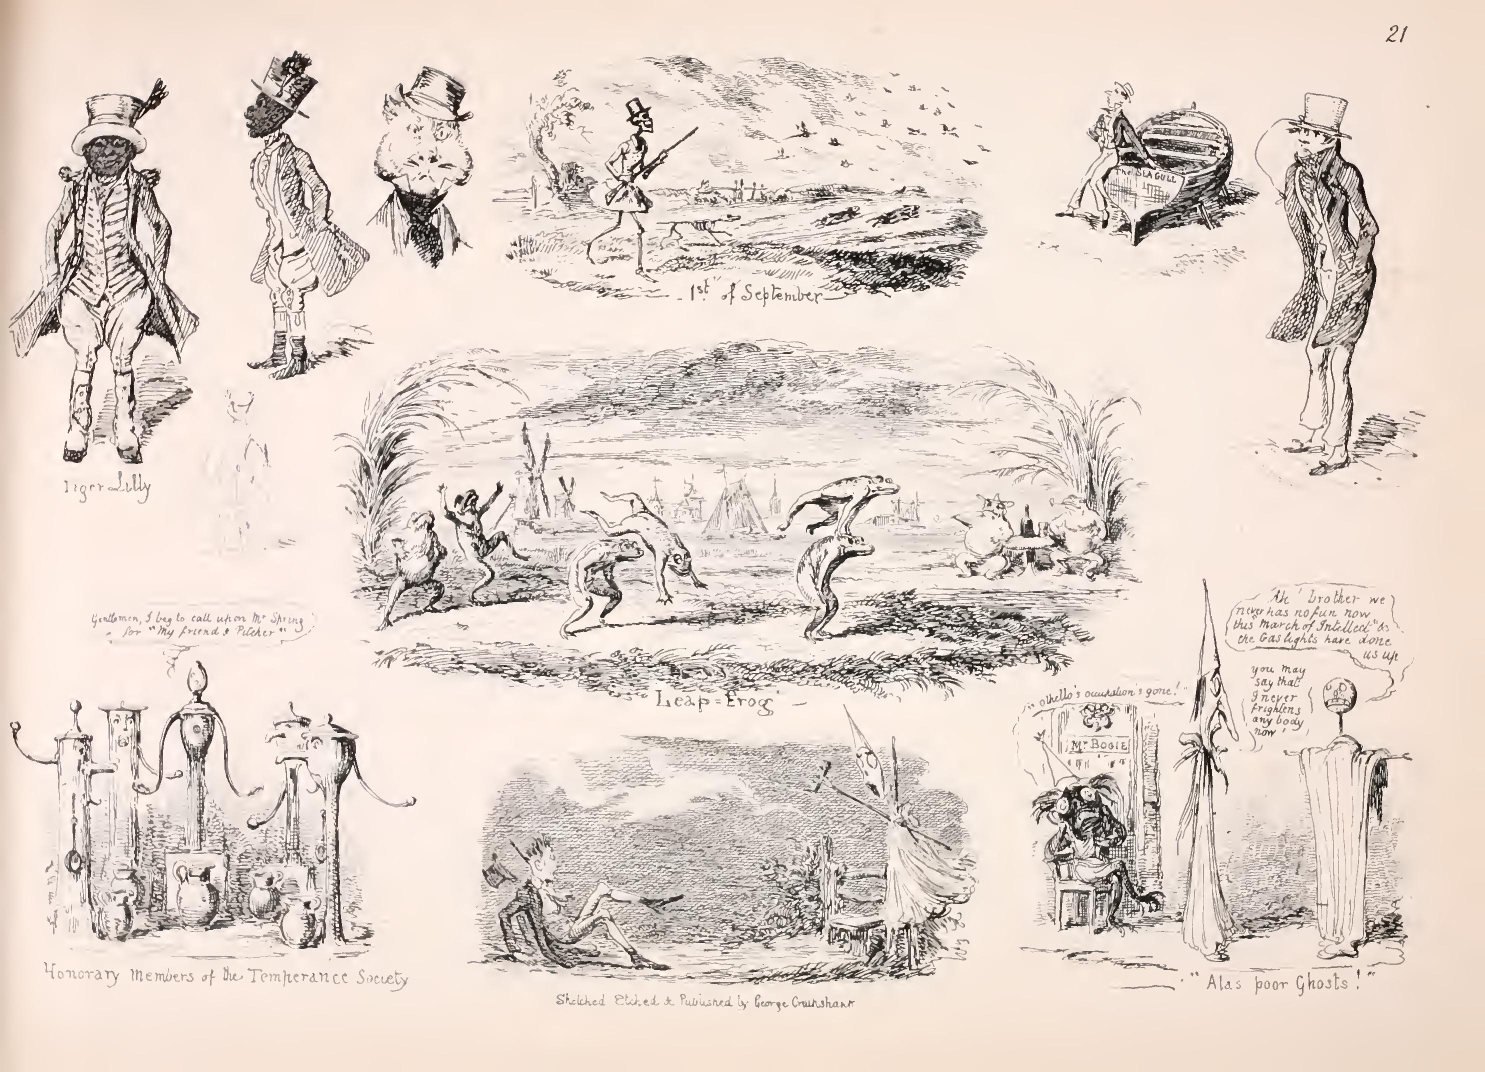 21
1st of September
The SEA GULL
Tiger Lilly
Gentlemen, I beg to call upon Mr Spring
for "My friend & Pitcher"
Leap=Frog
Honorary Members of the Temperance Society
"othello's occupation's gone!"
Mr BOGIE
Ah! brother we
never has no fun now
this "March of Intellect" &
the Gas lights have done
us up
you may
say that
I never
frightens
any body
now!
"Alas poor Ghosts!"
Sketched Etched & Published by George Cruikshank